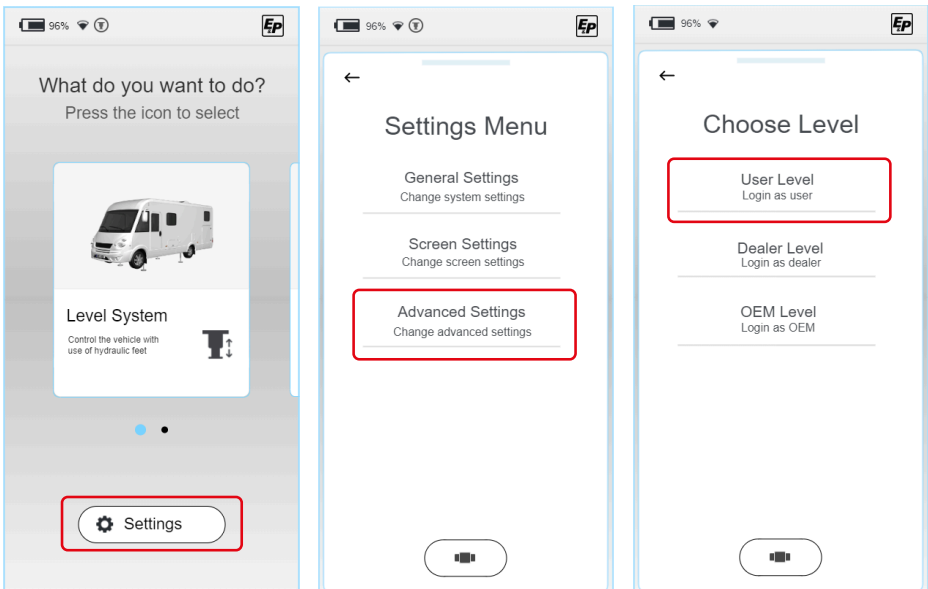 96%
E&P
What do you want to do?
Press the icon to select
Level System
Control the vehicle with
use of hydraulic feet
Settings
96%
E&P
Settings Menu
General Settings
Change system settings
Screen Settings
Change screen settings
Advanced Settings
Change advanced settings
96%
E&P
Choose Level
User Level
Login as user
Dealer Level
Login as dealer
OEM Level
Login as OEM